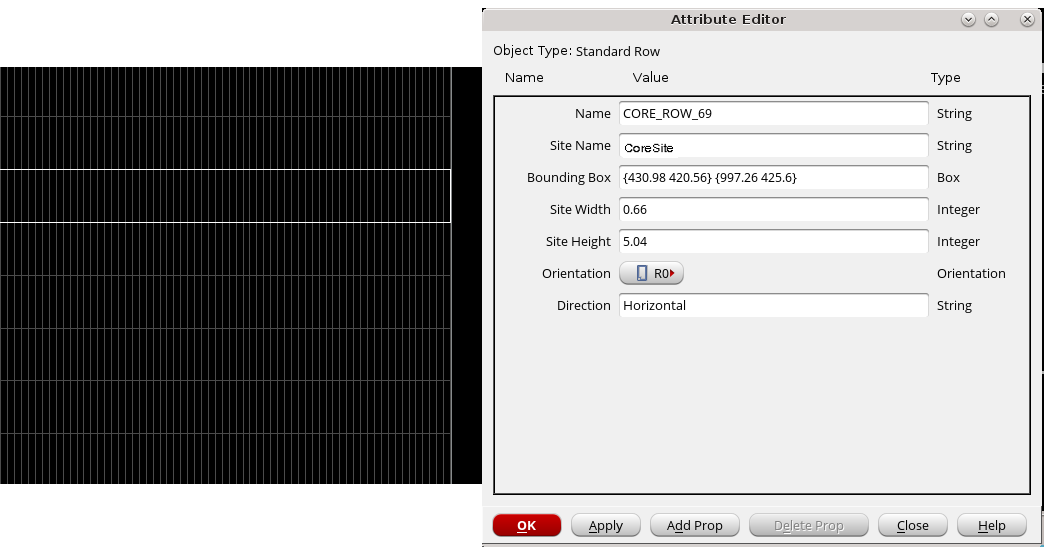 Attribute Editor
Object Type: Standard Row
Name Value Type
Name CORE_ROW_69 String
Site Name CoreSite String
Bounding Box {430.98 420.56} {997.26 425.6} Box
Site Width 0.66 Integer
Site Height 5.04 Integer
Orientation R0 Orientation
Direction Horizontal String
OK Apply Add Prop Delete Prop Close Help